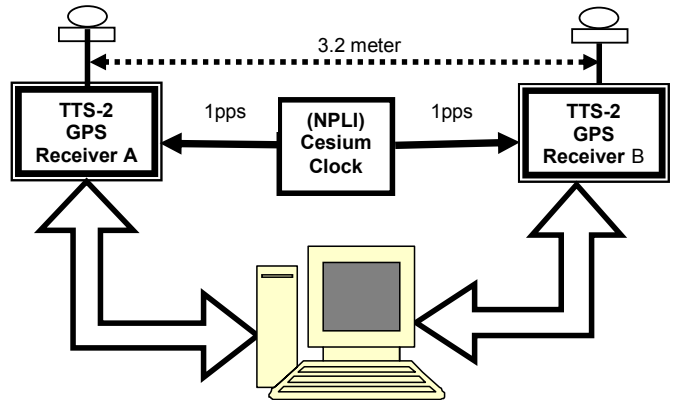 3.2 meter
TTS-2
GPS
Receiver A
1pps
(NPLI)
Cesium
Clock
1pps
TTS-2
GPS
Receiver B